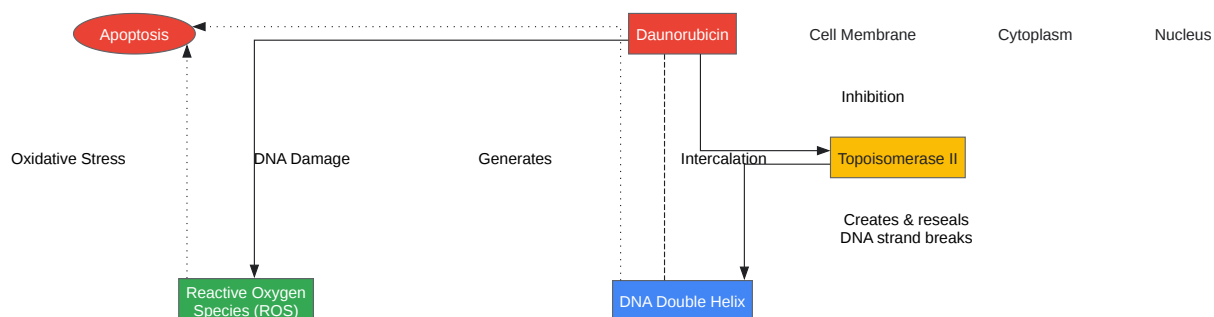 Apoptosis
Daunorubicin
Cell Membrane
Cytoplasm
Nucleus
Inhibition
Oxidative Stress
DNA Damage
Generates
Intercalation
Topoisomerase II
Creates & reseals
DNA strand breaks
Reactive Oxygen
Species (ROS)
DNA Double Helix